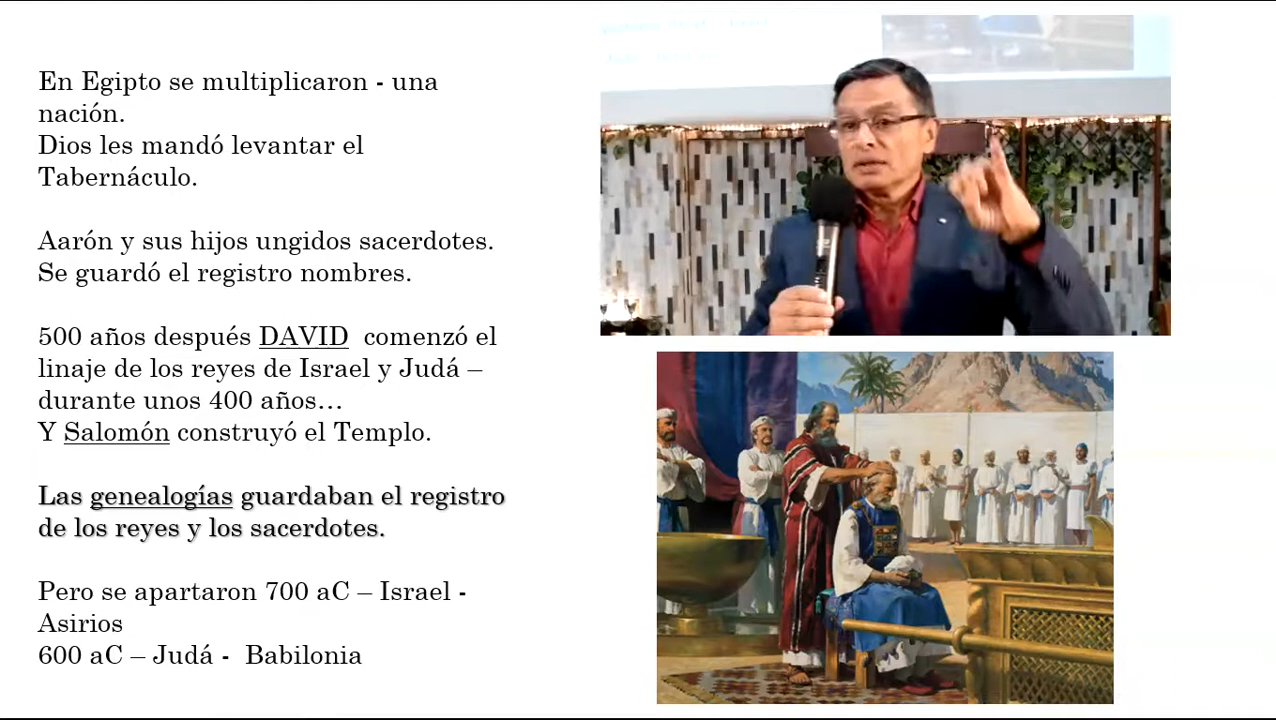 En Egipto se multiplicaron - una
nación.
Dios les mandó levantar el
Tabernáculo.
Aarón y sus hijos ungidos sacerdotes.
Se guardó el registro nombres.
500 años después DAVID comenzó el
linaje de los reyes de Israel y Judá –
durante unos 400 años…
Y Salomón construyó el Templo.
Las genealogías guardaban el registro
de los reyes y los sacerdotes.
Pero se apartaron 700 aC – Israel -
Asirios
600 aC – Judá - Babilonia